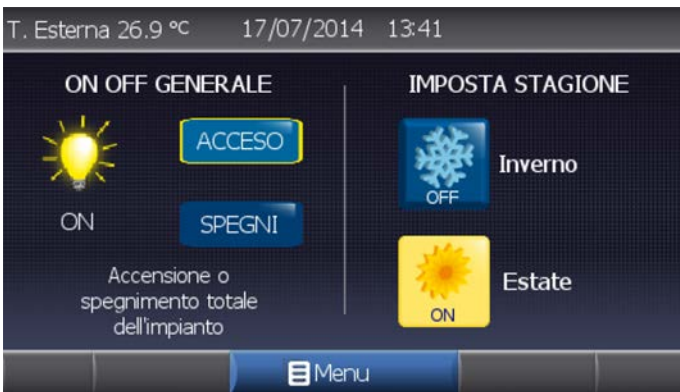 T. Esterna 26.9 °C 17/07/2014 13:41
ON OFF GENERALE
ACCESO
ON
SPEGNI
Accensione o
spegnimento totale
dell'impianto
IMPOSTA STAGIONE
OFF
Inverno
ON
Estate
Menu